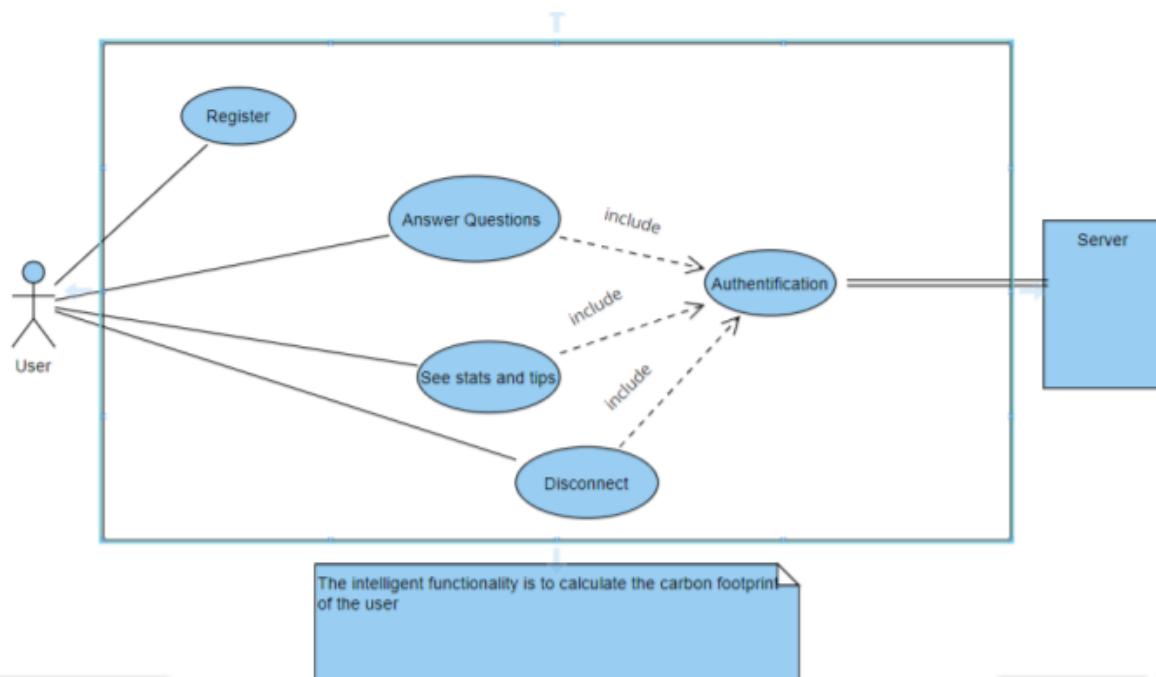 Register
Answer Questions
include
Server
Authentification
include
User
See stats and tips
include
Disconnect
The intelligent functionality is to calculate the carbon footprint
of the user